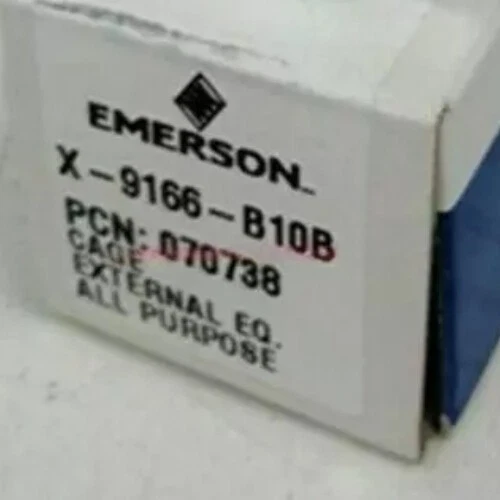 EMERSON
X-9166-B10B
PCN: 070738
CAGE
EXTERNAL EQ.
ALL PURPOSE